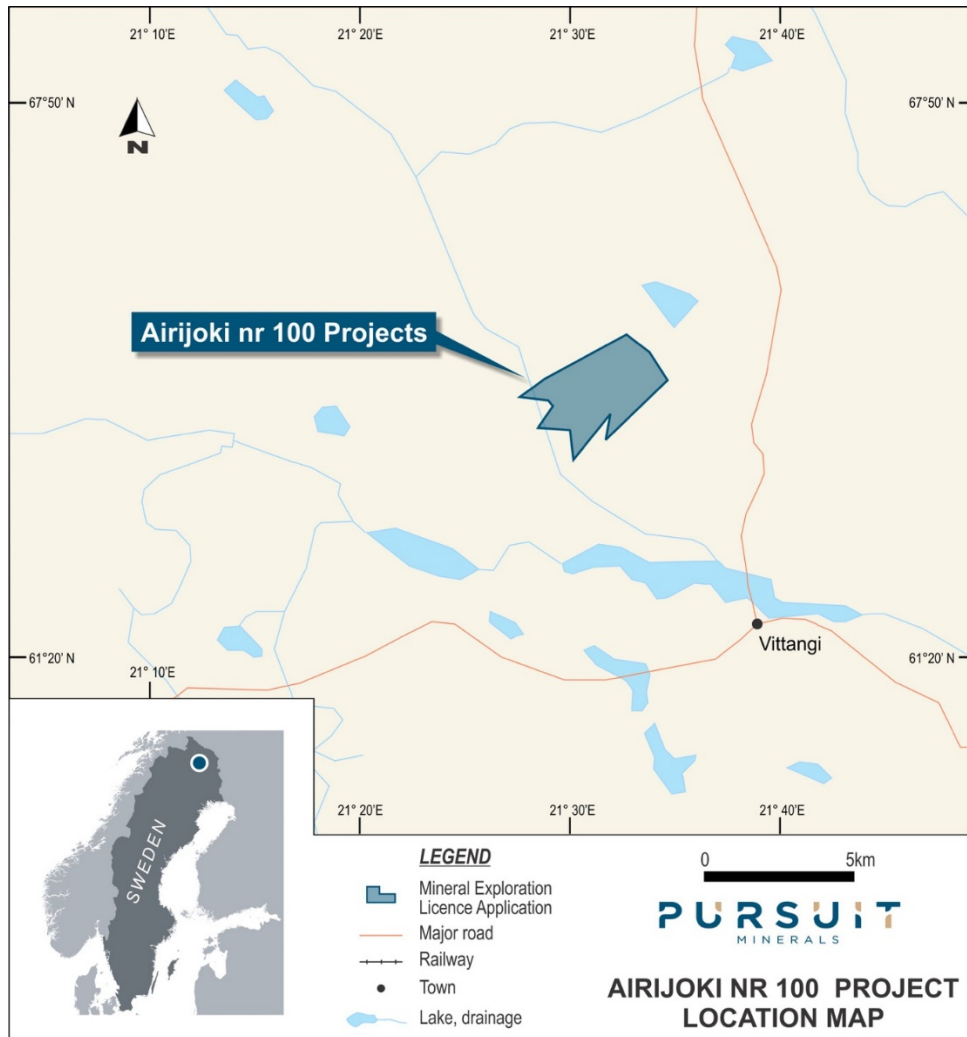 21° 10'E
21° 20'E
21° 30'E
21° 40'E
67°50' N
67°50' N
N
Airijoki nr 100 Projects
Vittangi
61°20' N
61°20' N
21° 10'E
SWEDEN
21° 20'E
21° 30'E
21° 40'E
LEGEND
Mineral Exploration
Licence Application
Major road
Railway
Town
Lake, drainage
0
5km
PURSUIT
MINERALS
AIRIJOKI NR 100 PROJECT
LOCATION MAP